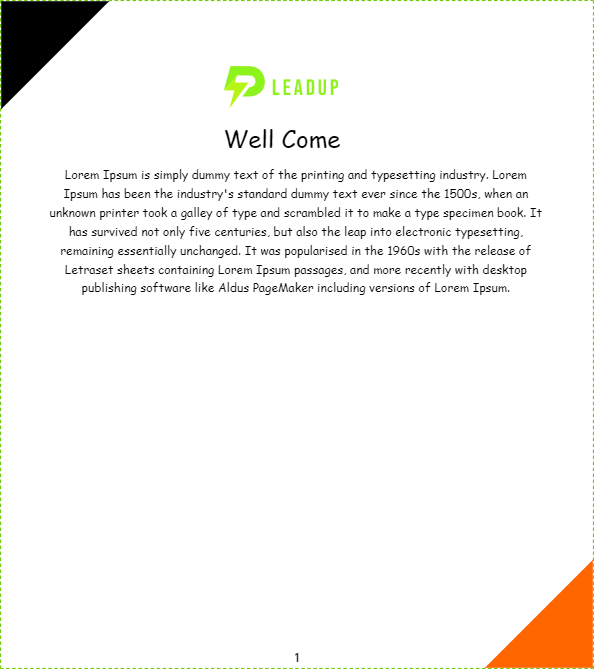 LEADUP
Well Come
Lorem Ipsum is simply dummy text of the printing and typesetting industry. Lorem
Ipsum has been the industry's standard dummy text ever since the 1500s, when an
unknown printer took a galley of type and scrambled it to make a type specimen book. It
has survived not only five centuries, but also the leap into electronic typesetting,
remaining essentially unchanged. It was popularised in the 1960s with the release of
Letraset sheets containing Lorem Ipsum passages, and more recently with desktop
publishing software like Aldus PageMaker including versions of Lorem Ipsum.
1